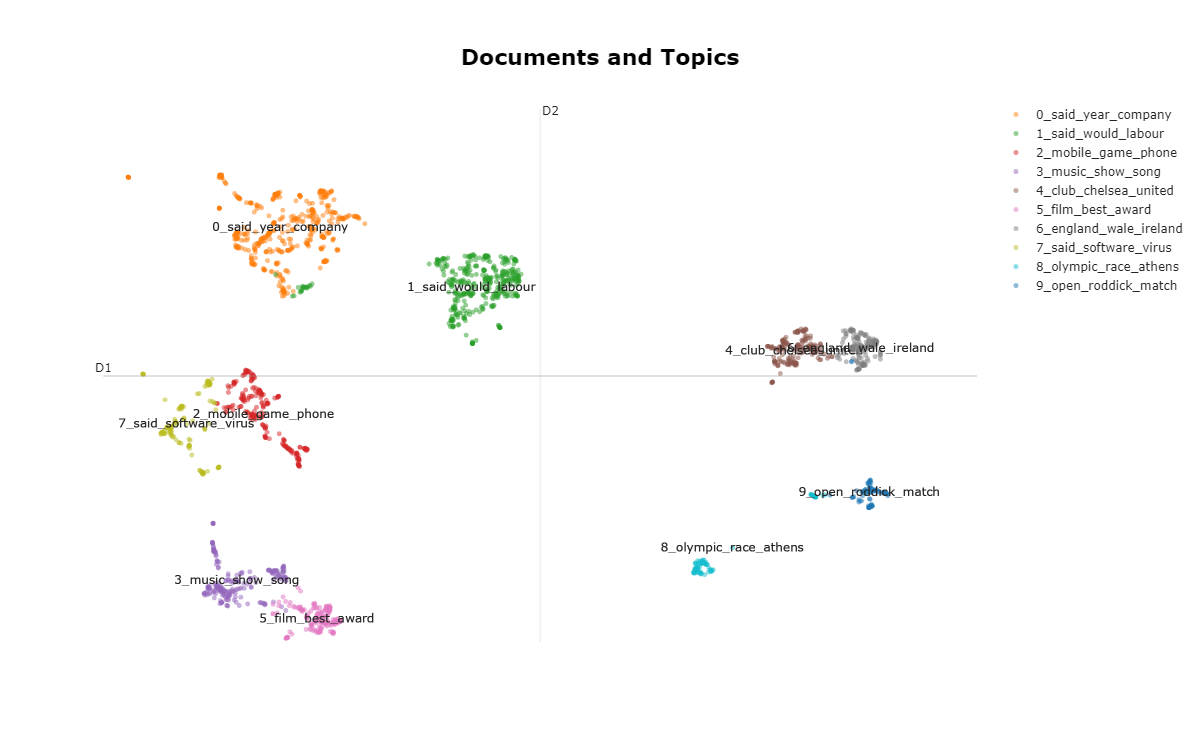 Documents and Topics
D2
0_said_year_company
1_said_would_labour
2_mobile_game_phone
3_music_show_song
4_club_chelsea_united
5_film_best_award
6_england_wale_ireland
7_said_software_virus
8_olympic_race_athens
9_open_roddick_match
0_said_year_company
1_said_would_labour
4_club_chelsea_united
6_england_wale_ireland
D1
2_mobile_game_phone
7_said_software_virus
9_open_roddick_match
8_olympic_race_athens
3_music_show_song
5_film_best_award